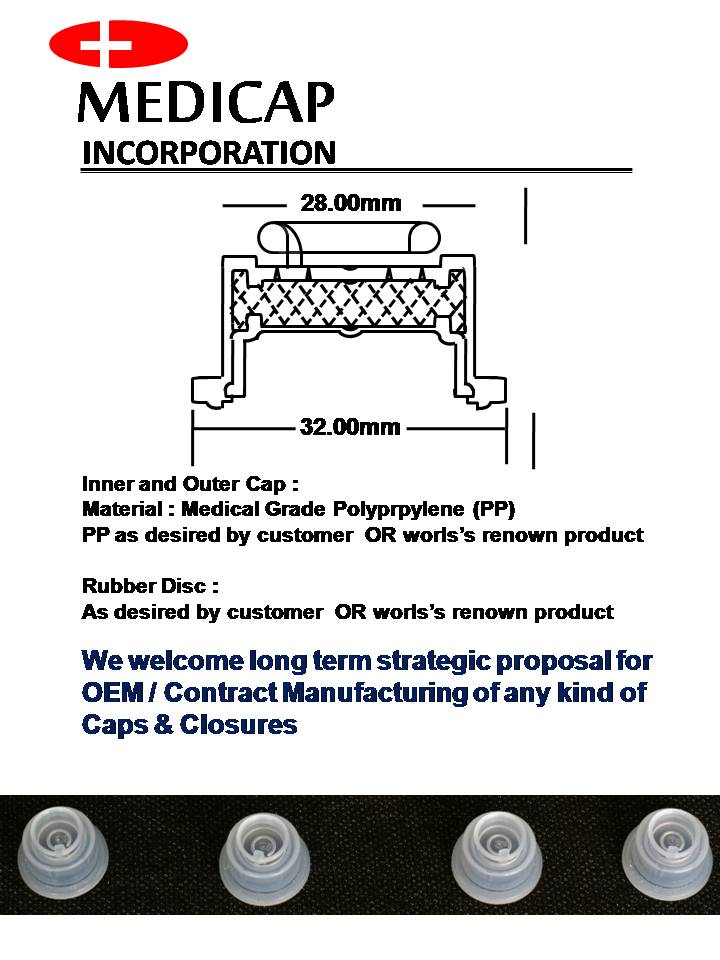 MEDICAP
INCORPORATION
28.00mm
32.00mm
Inner and Outer Cap :
Material : Medical Grade Polyprpylene (PP)
PP as desired by customer OR worls's renown product
Rubber Disc :
As desired by customer OR worls's renown product
We welcome long term strategic proposal for
OEM / Contract Manufacturing of any kind of
Caps & Closures